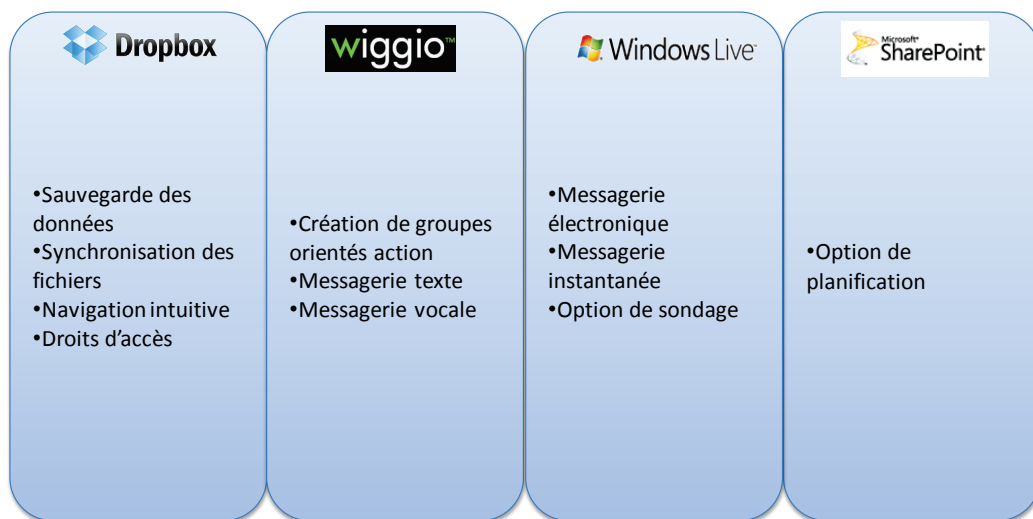 Dropbox
•Sauvegarde des
données
•Synchronisation des
fichiers
•Navigation intuitive
•Droits d’accès
wiggio™
•Création de groupes
orientés action
•Messagerie texte
•Messagerie vocale
Windows Live™
•Messagerie
électronique
•Messagerie
instantanée
•Option de sondage
Microsoft®
SharePoint®
•Option de
planification